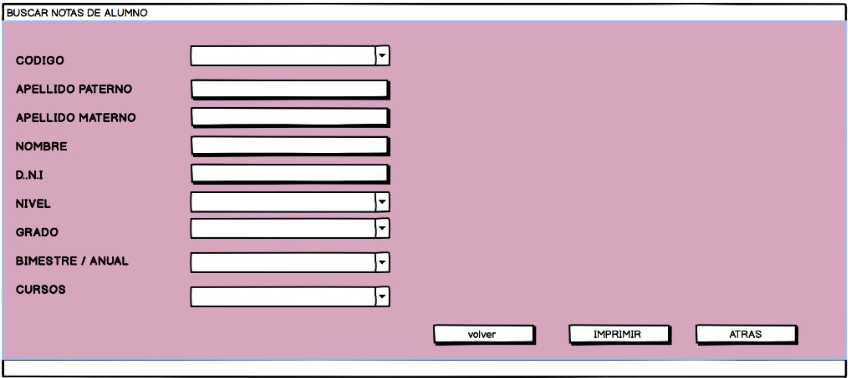 BUSCAR NOTAS DE ALUMNO
CODIGO
APELLIDO PATERNO
APELLIDO MATERNO
NOMBRE
D..N.I
NIVEL
GRADO
BIMESTRE / ANUAL
CURSOS
volver IMPRIMIR ATRAS